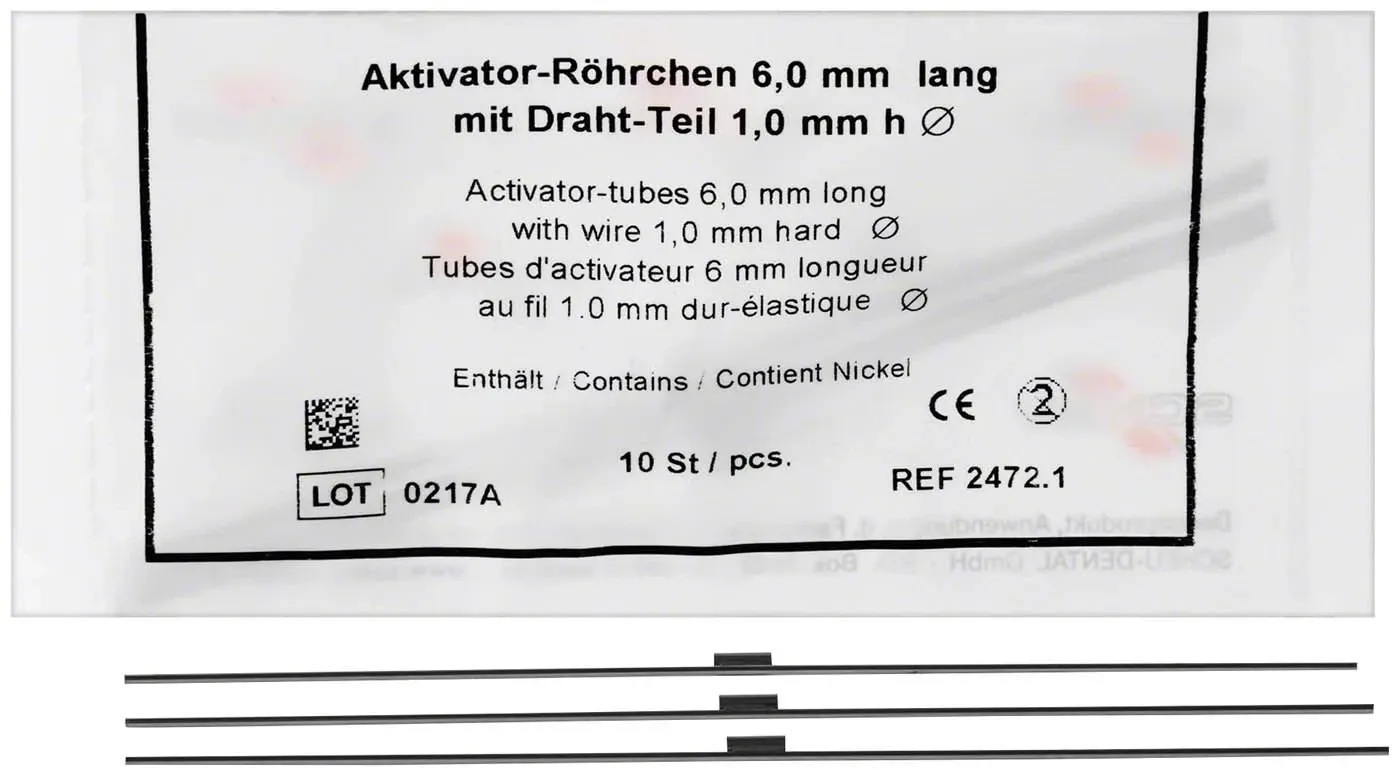 Aktivator-Röhrchen 6,0 mm lang
mit Draht-Teil 1,0 mm h ∅
Activator-tubes 6,0 mm long
with wire 1,0 mm hard ∅
Tubes d'activateur 6 mm longueur
au fil 1.0 mm dur-élastique ∅
Enthält / Contains / Contient Nickel
CE 2
10 St / pcs.
LOT 0217A
REF 2472.1